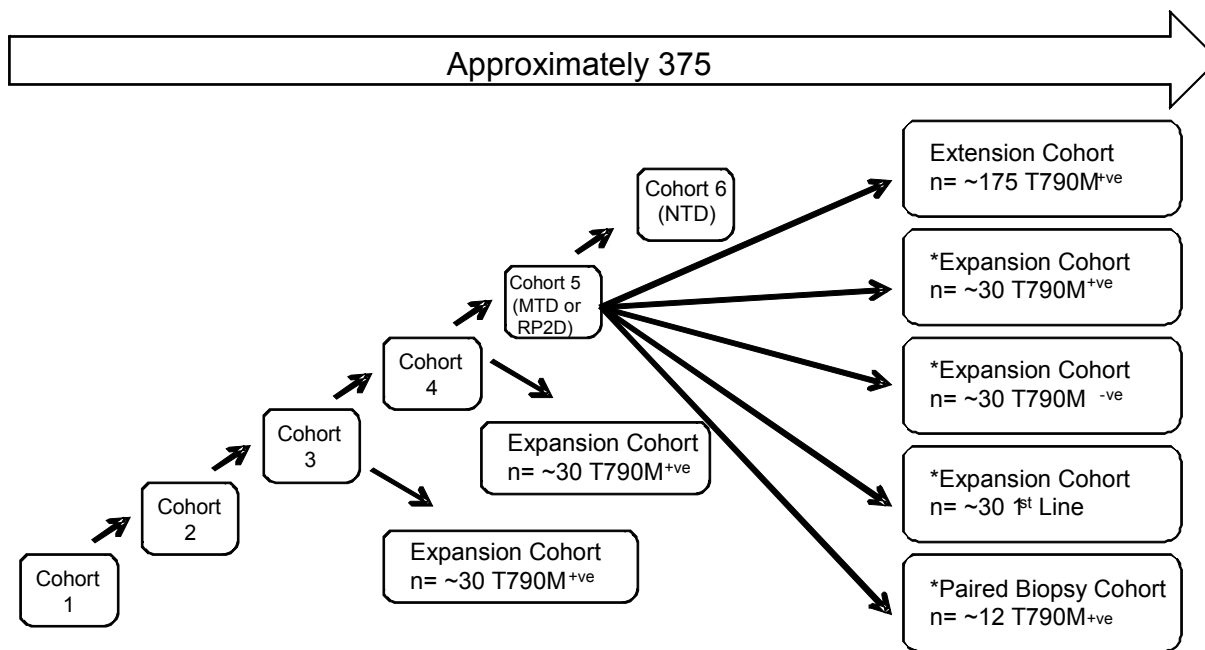 Approximately 375
Extension Cohort
n= ~175 T790M+ve
Cohort 6
(NTD)
*Expansion Cohort
n= ~30 T790M+ve
Cohort 5
(MTD or
RP2D)
*Expansion Cohort
n= ~30 T790M -ve
Cohort
4
Expansion Cohort
n= ~30 T790M+ve
*Expansion Cohort
n= ~30 1st Line
Cohort
3
Expansion Cohort
n= ~30 T790M+ve
Cohort
2
*Paired Biopsy Cohort
n= ~12 T790M+ve
Cohort
1